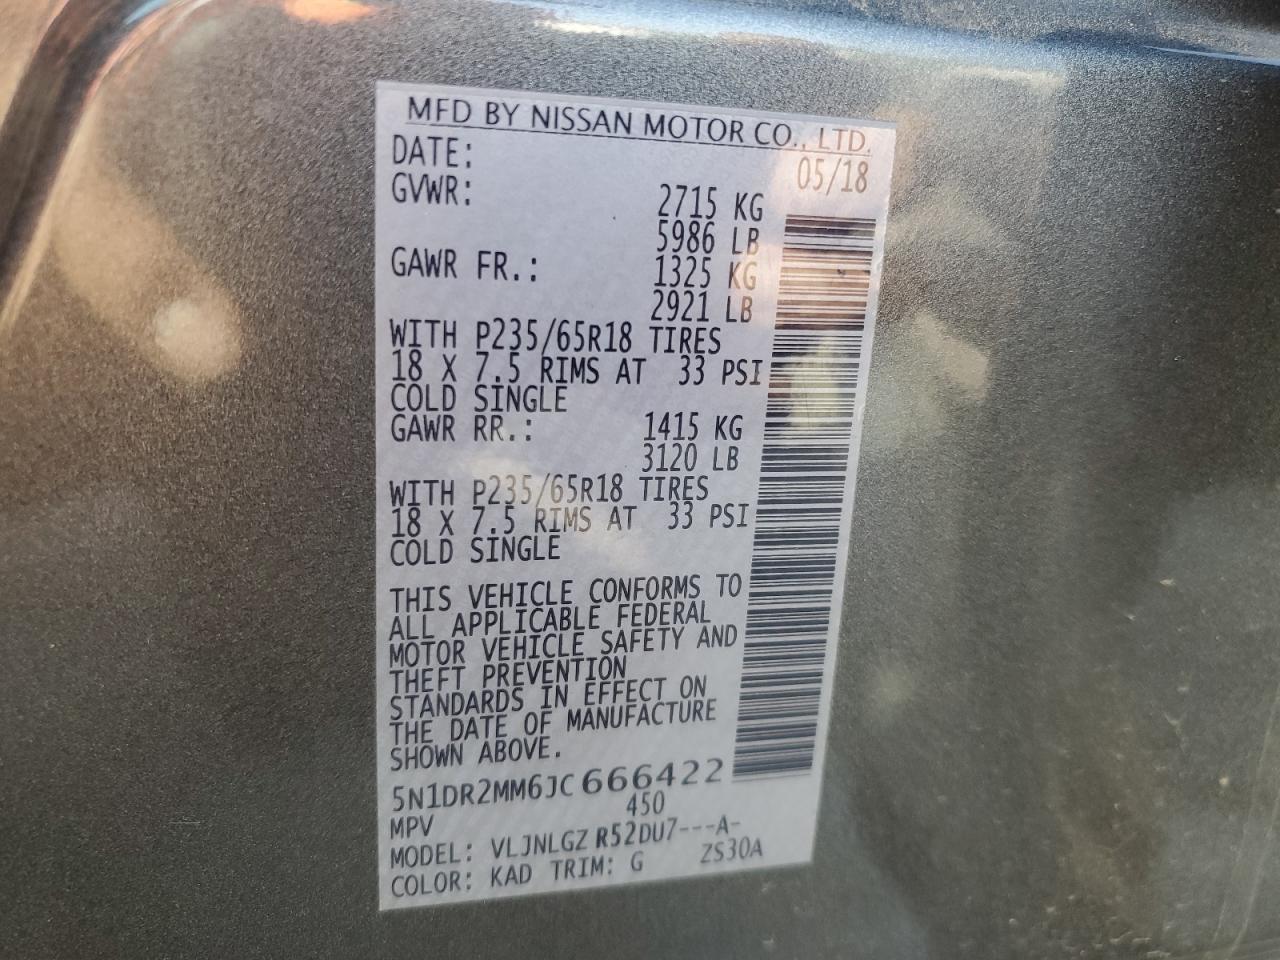 MFD BY NISSAN MOTOR CO., LTD.
DATE: 05/18
GVWR: 2715 KG
5986 LB
GAWR FR.: 1325 KG
2921 LB
WITH P235/65R18 TIRES
18 X 7.5 RIMS AT 33 PSI
COLD SINGLE
GAWR RR.: 1415 KG
3120 LB
WITH P235/65R18 TIRES
18 X 7.5 RIMS AT 33 PSI
COLD SINGLE
THIS VEHICLE CONFORMS TO
ALL APPLICABLE FEDERAL
MOTOR VEHICLE SAFETY AND
THEFT PREVENTION
STANDARDS IN EFFECT ON
THE DATE OF MANUFACTURE
SHOWN ABOVE.
5N1DR2MM6JC666422
MPV 450
MODEL: VLJNLGZ R52DU7---A-
COLOR: KAD TRIM: G ZS30A